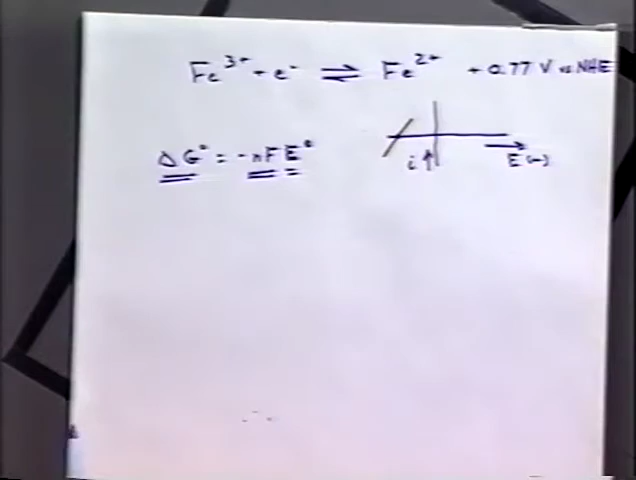 Fe³⁺ + e⁻ ⇌ Fe²⁺ +0.77 V vs NHE
ΔG° = -nFE°
i↑
E(-)